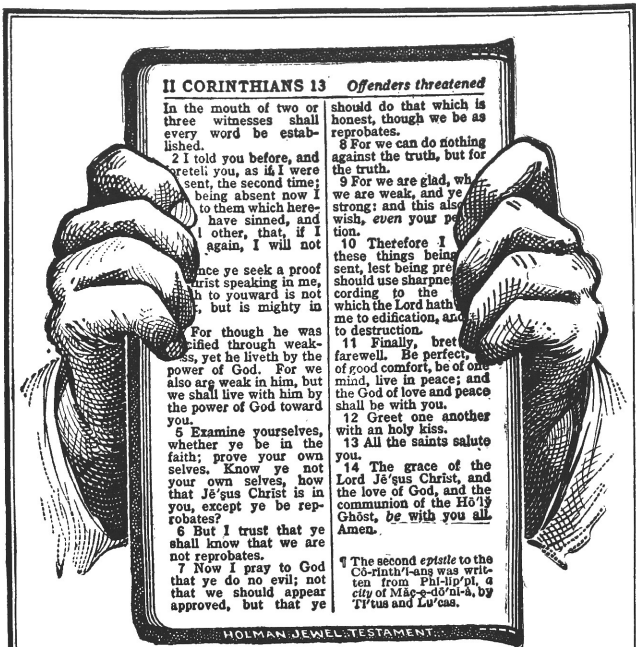 II CORINTHIANS 13 Offenders threatened
In the mouth of two or
three witnesses shall
every word be estab-
lished.
2 I told you before, and
foretell you, as if I were
sent, the second time;
being absent now I
to them which here-
have sinned, and
other, that, if I
again, I will not
ye seek a proof
speaking in me,
to youward is not
, but is mighty in
For though he was
cified through weak-
ss, yet he liveth by the
power of God. For we
also are weak in him, but
we shall live with him by
the power of God toward
you.
5 Examine yourselves,
whether ye be in the
faith; prove your own
selves. Know ye not
your own selves, how
that Jē'ṣus Chrīst is in
you, except ye be rep-
robates?
6 But I trust that ye
shall know that we are
not reprobates.
7 Now I pray to God
that ye do no evil; not
that we should appear
approved, but that ye
should do that which is
honest, though we be as
reprobates.
8 For we can do nothing
against the truth, but for
the truth.
9 For we are glad, wh
we are weak, and ye
strong: and this also
wish, even your pe
tion.
10 Therefore I
these things being
sent, lest being pre
should use sharpne
cording to the
which the Lord hath
me to edification, and
to destruction.
11 Finally, bret
farewell. Be perfect,
of good comfort, be of one
mind, live in peace; and
the God of love and peace
shall be with you.
12 Greet one another
with an holy kiss.
13 All the saints salute
you.
14 The grace of the
Lord Jē'ṣus Chrīst, and
the love of God, and the
communion of the Hō'lў
Ghōst, be with you all.
Amen.
¶ The second epistle to the
Cŏ-rĭnth'ĭ-ans was writ-
ten from Phĭ-lĭp'pī, a
city of Măç-e-dō'nĭ-ȧ, by
Tī'tus and Lu'cas.
HOLMAN JEWEL TESTAMENT